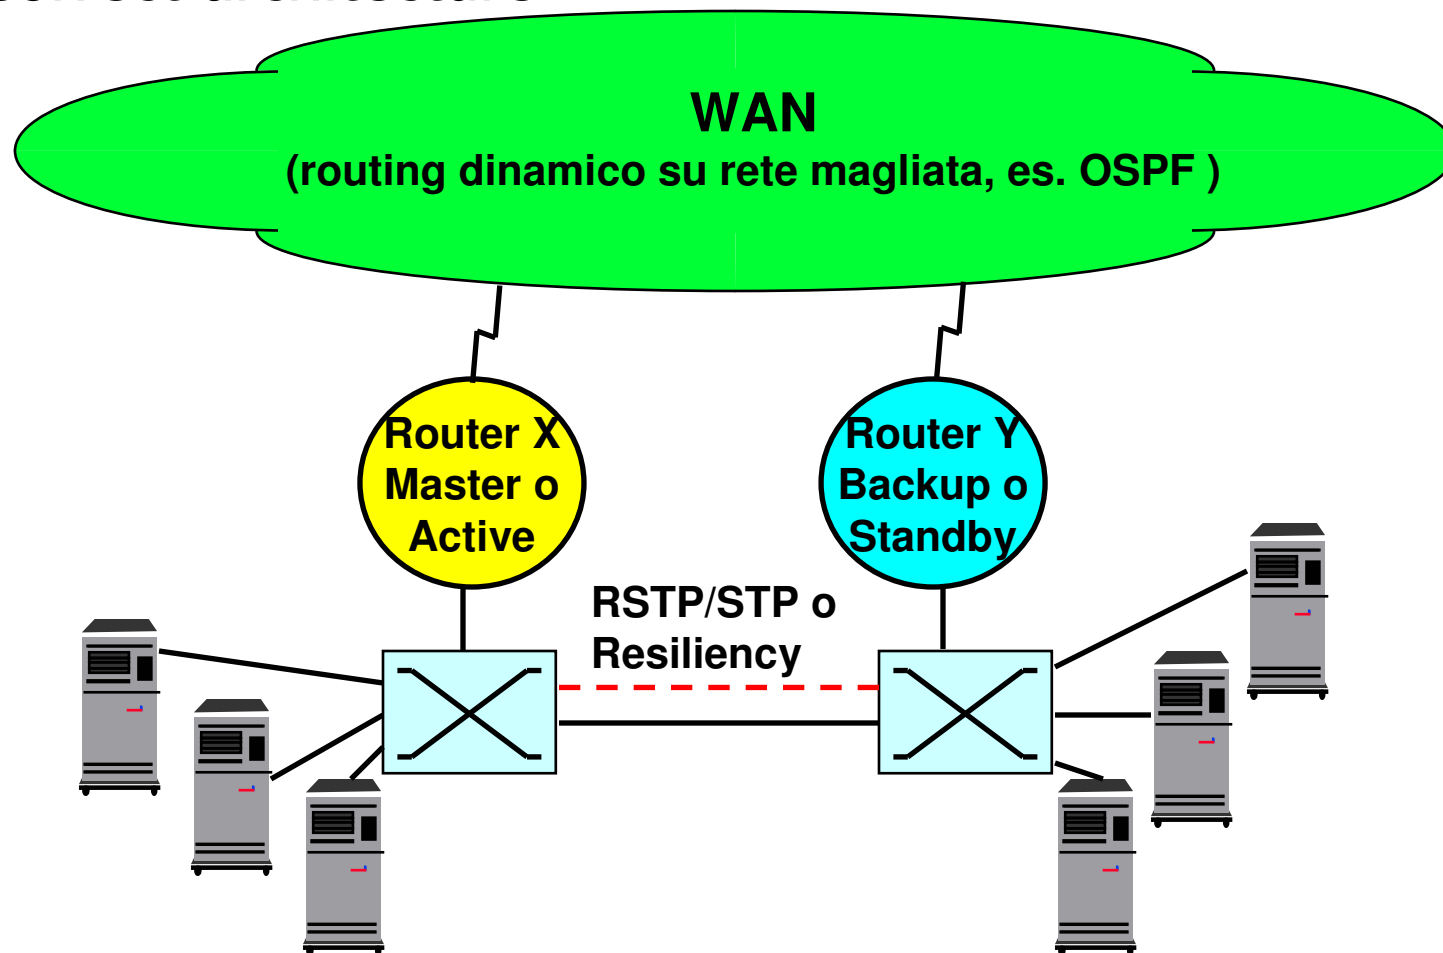 WAN
(routing dinamico su rete magliata, es. OSPF )
Router X
Master o
Active
Router Y
Backup o
Standby
RSTP/STP o
Resiliency